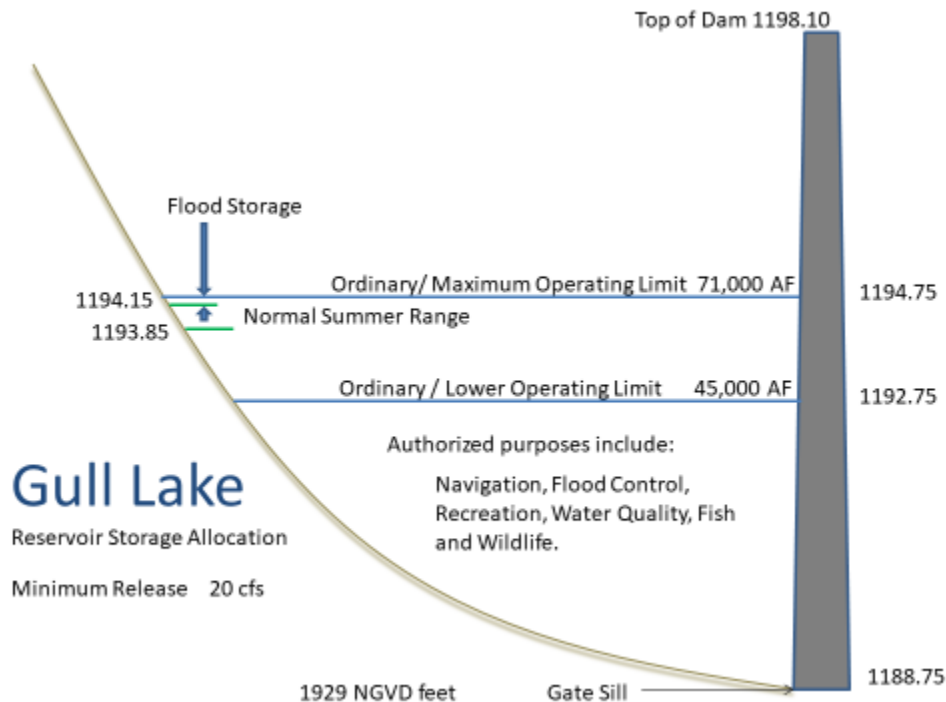 Top of Dam 1198.10
Flood Storage
Ordinary/ Maximum Operating Limit 71,000 AF
1194.75
1194.15
Normal Summer Range
1193.85
Ordinary / Lower Operating Limit 45,000 AF
1192.75
Authorized purposes include:
Navigation, Flood Control,
Recreation, Water Quality, Fish
and Wildlife.
Gull Lake
Reservoir Storage Allocation
Minimum Release 20 cfs
1188.75
1929 NGVD feet
Gate Sill